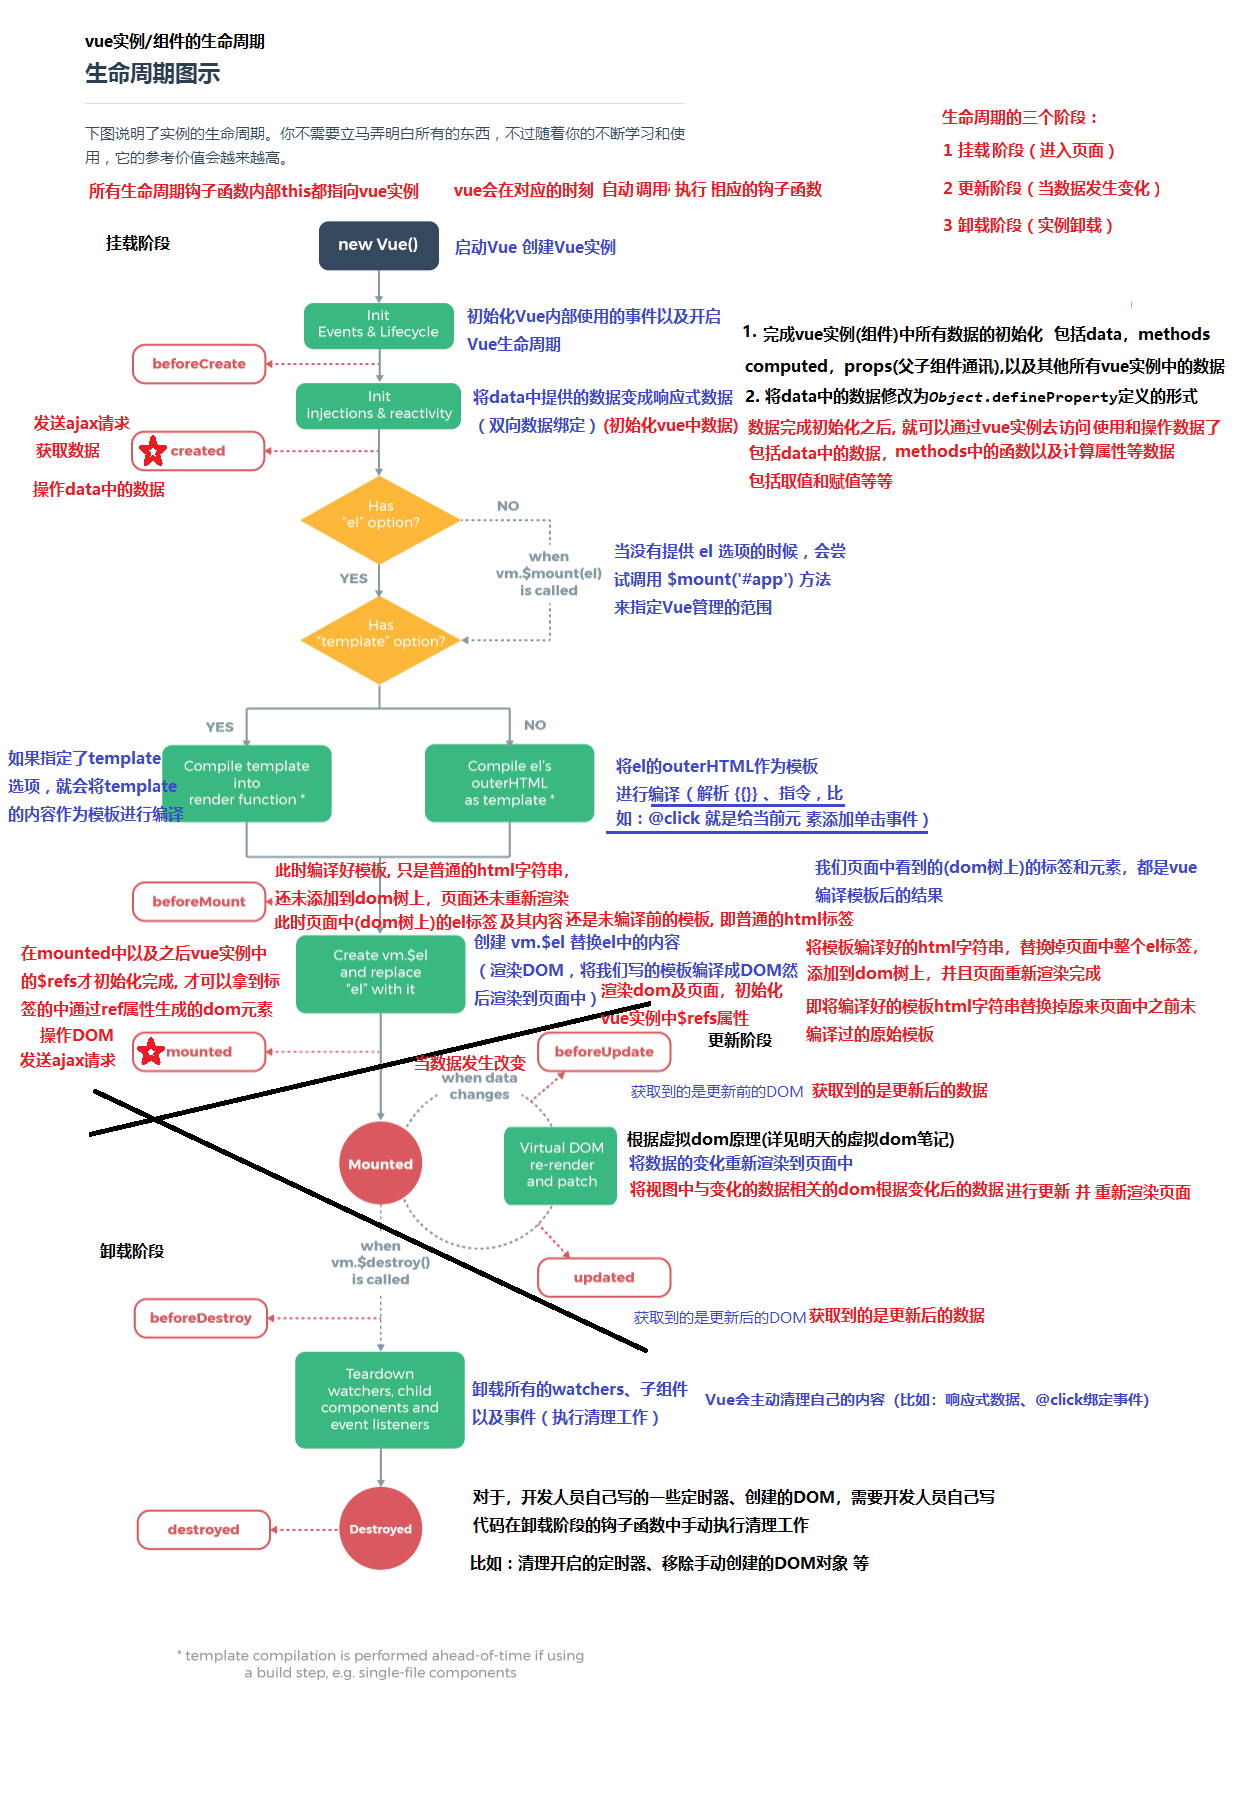 vue实例/组件的生命周期
生命周期图示
下图说明了实例的生命周期。你不需要立马弄明白所有的东西，不过随着你的不断学习和使
用，它的参考价值会越来越高。
生命周期的三个阶段：
1 挂载阶段（进入页面）
2 更新阶段（当数据发生变化）
3 卸载阶段（实例卸载）
所有生命周期钩子函数内部this都指向vue实例
vue会在对应的时刻 自动 调用 执行 相应的钩子函数
挂载阶段
new Vue()
启动Vue 创建Vue实例
Init
Events & Lifecycle
初始化Vue内部使用的事件以及开启
Vue生命周期
beforeCreate
1. 完成vue实例(组件)中所有数据的初始化 包括data，methods
computed，props(父子组件通讯),以及其他所有vue实例中的数据
2. 将data中的数据修改为Object.defineProperty定义的形式
Init
injections & reactivity
将data中提供的数据变成响应式数据
（双向数据绑定）(初始化vue中数据)
数据完成初始化之后, 就可以通过vue实例去访问 使用和操作数据了
包括data中的数据，methods中的函数以及计算属性等数据
包括取值和赋值等等
发送ajax请求
获取数据
created
操作data中的数据
Has
"el" option?
NO
when
vm.$mount(el)
is called
当没有提供 el 选项的时候，会尝
试调用 $mount('#app') 方法
来指定Vue管理的范围
YES
Has
"template" option?
YES
NO
如果指定了template
选项，就会将template
的内容作为模板进行编译
Compile template
into
render function *
Compile el's
outerHTML
as template *
将el的outerHTML作为模板
进行编译（解析 {{}} 、指令，比
如：@click 就是给当前元 素添加单击事件）
此时编译好模板, 只是普通的html字符串，
还未添加到dom树上，页面还未重新渲染
此时页面中(dom树上)的el标签 及其内容 还是未编译前的模板, 即普通的html标签
beforeMount
我们页面中看到的(dom树上)的标签和元素，都是vue
编译模板后的结果
在mounted中以及之后vue实例中
的$refs才初始化完成, 才可以拿到标
签的中通过ref属性生成的dom元素
操作DOM
发送ajax请求
Create vm.$el
and replace
"el" with it
创建 vm.$el 替换el中的内容
（渲染DOM，将我们写的模板编译成DOM然
后渲染到页面中）
渲染dom及页面，初始化
vue实例中$refs属性
将模板编译好的html字符串，替换掉页面中整个el标签，
添加到dom树上，并且页面重新渲染完成
即将编译好的模板html字符串替换掉原来页面中之前未
编译过的原始模板
mounted
更新阶段
beforeUpdate
当数据发生改变
when data
changes
获取到的是更新前的DOM 获取到的是更新后的数据
Mounted
Virtual DOM
re-render
and patch
根据虚拟dom原理(详见明天的虚拟dom笔记)
将数据的变化重新渲染到页面中
将视图中与变化的数据相关的dom根据变化后的数据 进行更新 并 重新渲染页面
卸载阶段
when
vm.$destroy()
is called
updated
获取到的是更新后的DOM 获取到的是更新后的数据
beforeDestroy
Teardown
watchers, child
components and
event listeners
卸载所有的watchers、子组件
以及事件（执行清理工作）
Vue会主动清理自己的内容（比如：响应式数据、@click绑定事件）
destroyed
Destroyed
对于，开发人员自己写的一些定时器、创建的DOM，需要开发人员自己写
代码在卸载阶段的钩子函数中手动执行清理工作
比如：清理开启的定时器、移除手动创建的DOM对象 等
* template compilation is performed ahead-of-time if using
a build step, e.g. single-file components